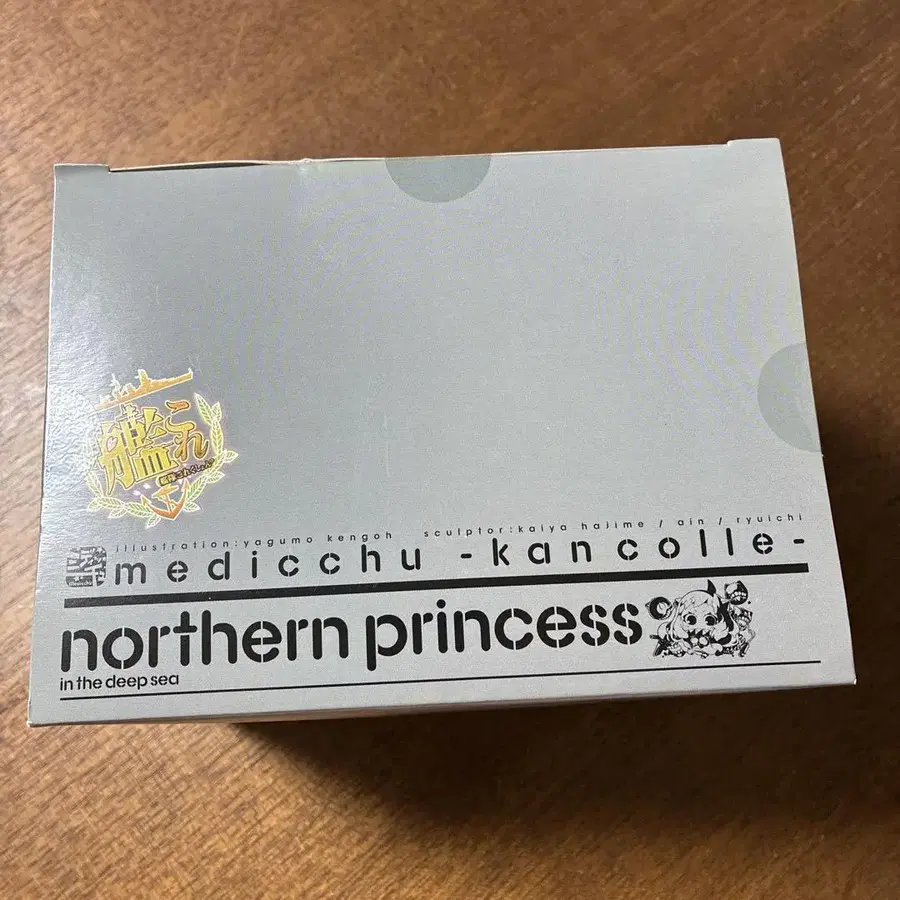 艦これ
illustration:yagumo kengoh sculptor:kaiya hajime / ain / ryuichi
medicchu -kancolle-
northern princess
in the deep sea